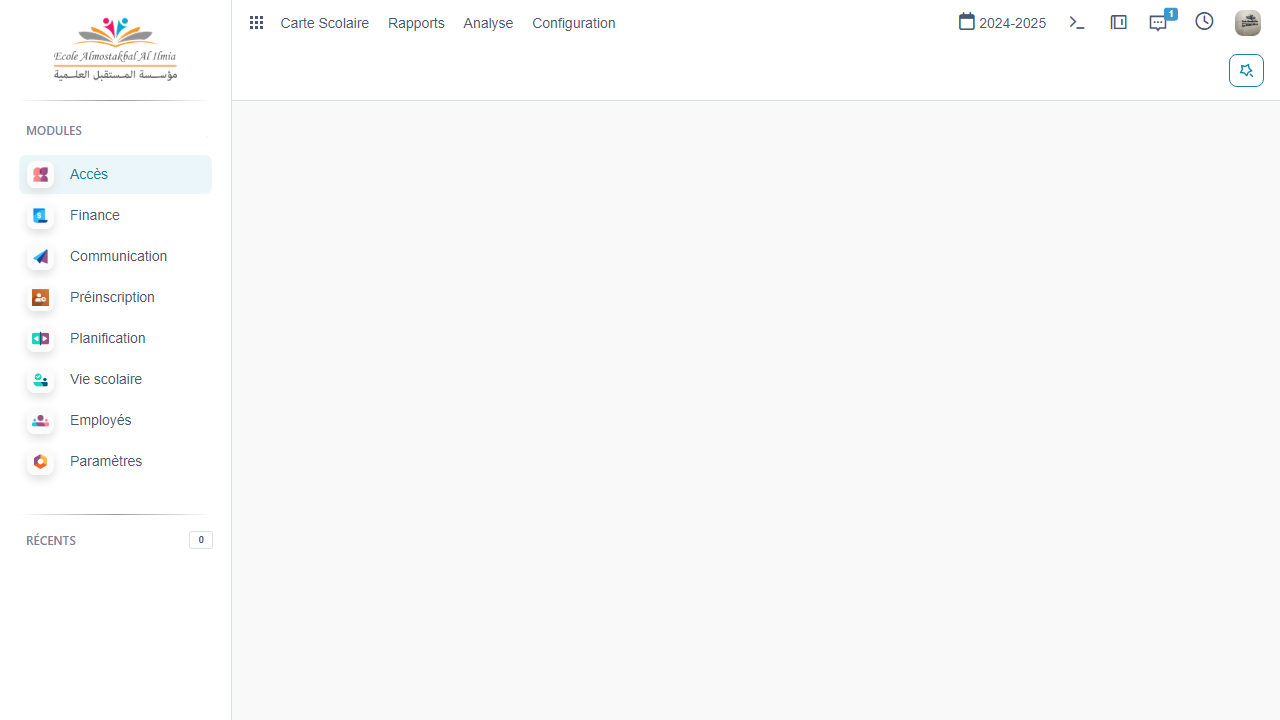 Ecole Almostakbal Al Ilmia
مؤسسة المستقبل العلمية
Carte Scolaire Rapports Analyse Configuration 2024-2025 1
MODULES
Accès
Finance
Communication
Préinscription
Planification
Vie scolaire
Employés
Paramètres
RÉCENTS 0